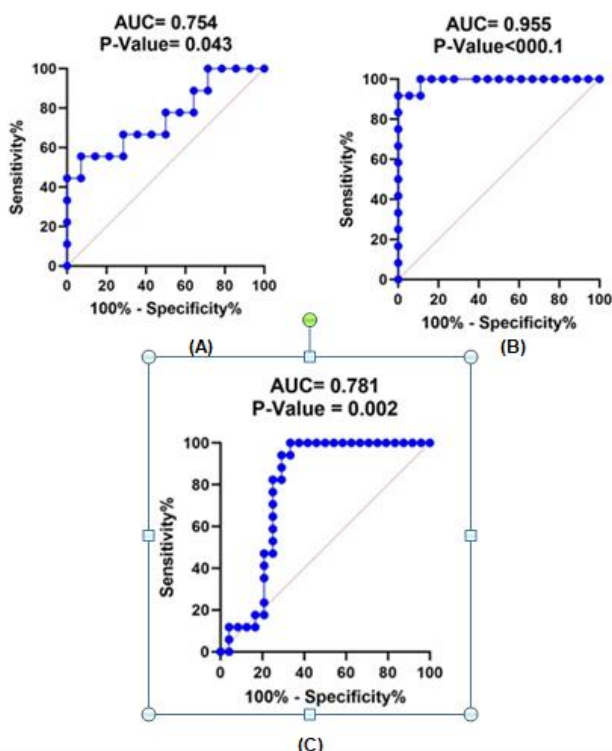 AUC= 0.754
P-Value= 0.043
Sensitivity%
100
80
60
40
20
0
0 20 40 60 80 100
100% - Specificity%
(A)
AUC= 0.955
P-Value<000.1
Sensitivity%
100
80
60
40
20
0
0 20 40 60 80 100
100% - Specificity%
(B)
AUC= 0.781
P-Value = 0.002
Sensitivity%
100
80
60
40
20
0
0 20 40 60 80 100
100% - Specificity%
(C)